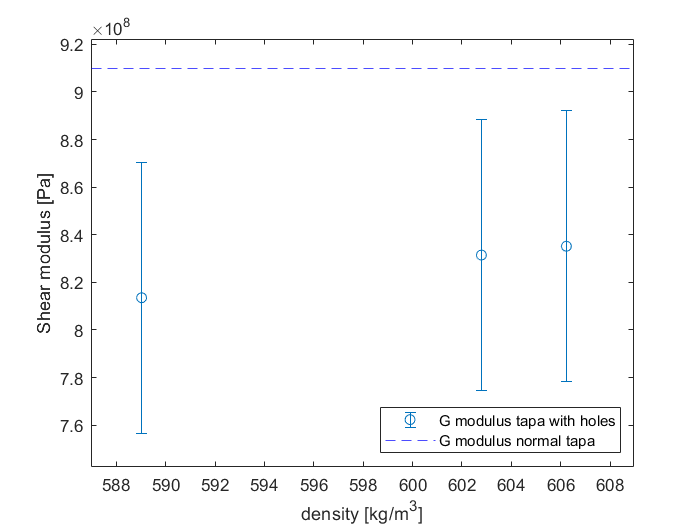 ×10⁸
9.2
9
8.8
8.6
8.4
8.2
8
7.8
7.6
Shear modulus [Pa]
588 590 592 594 596 598 600 602 604 606 608
density [kg/m³]
G modulus tapa with holes
G modulus normal tapa